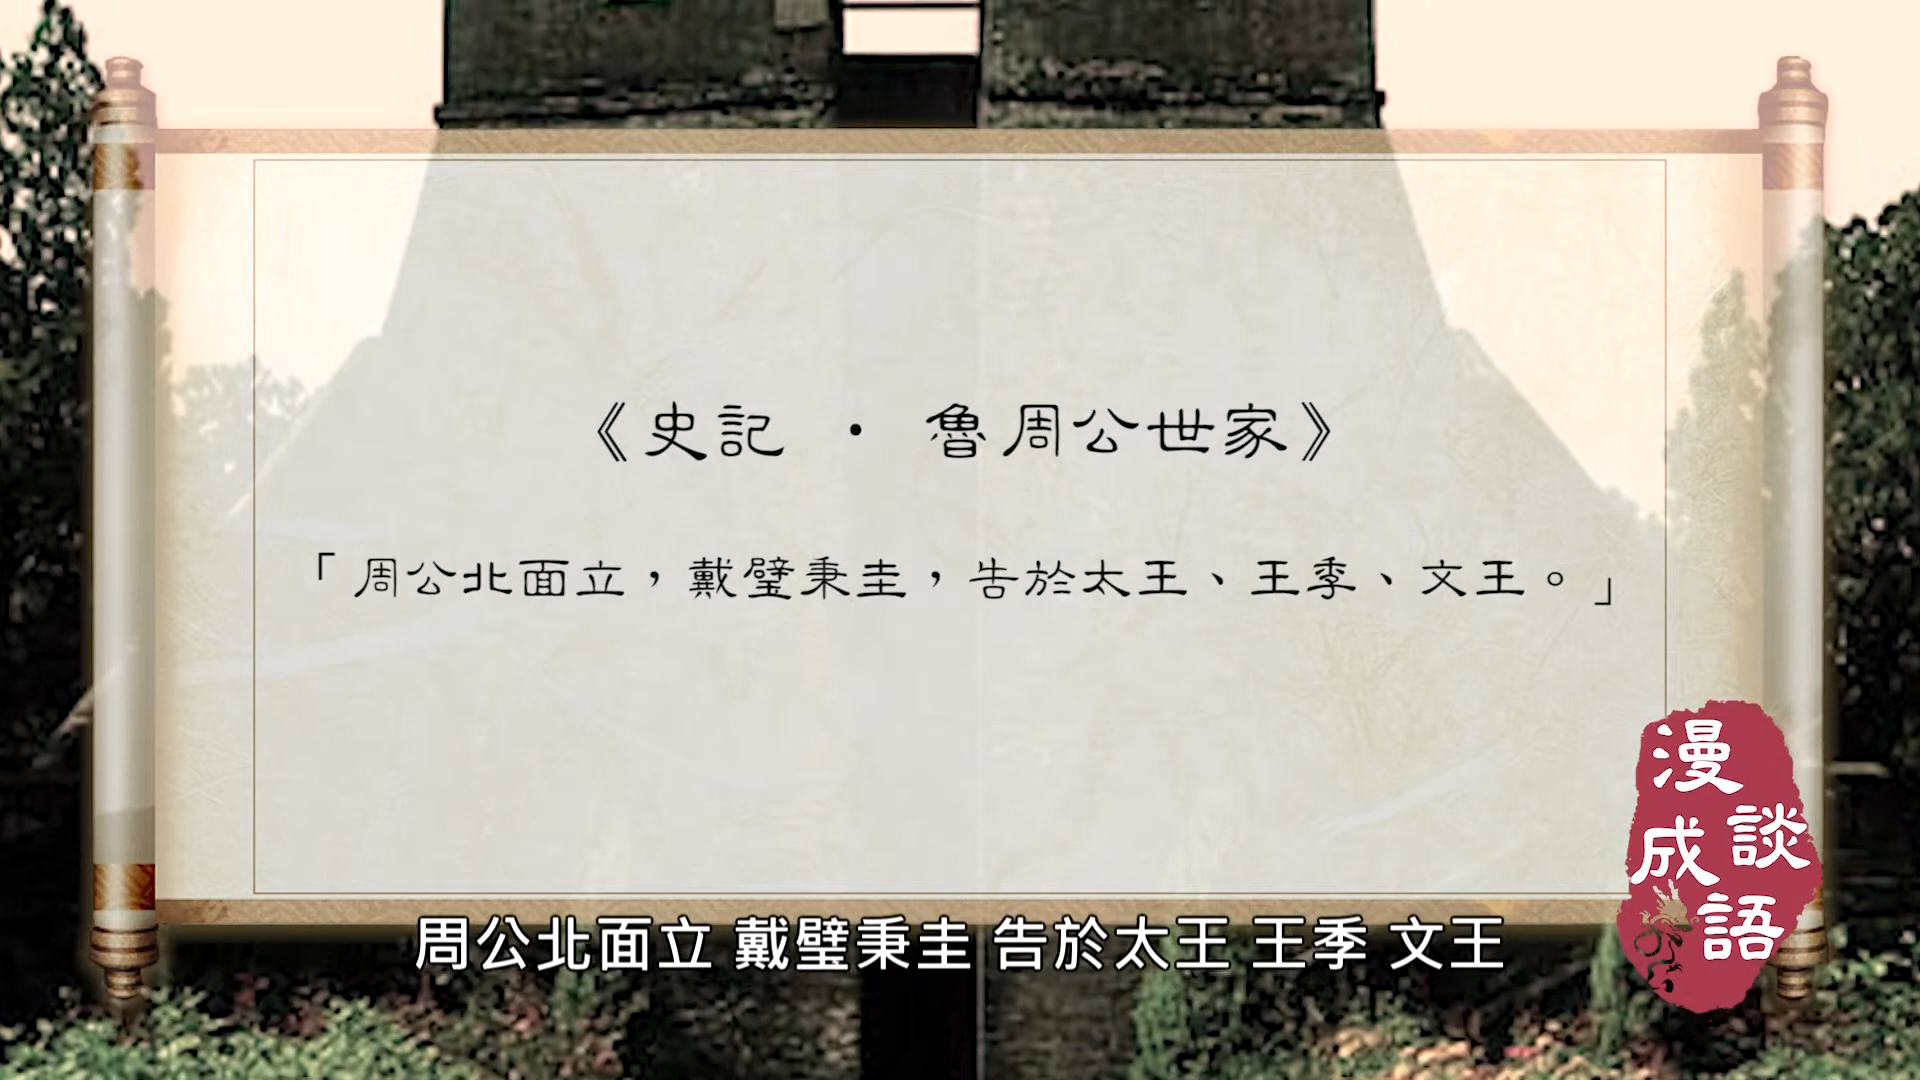 《史記 · 魯周公世家》
「周公北面立，戴璧秉圭，告於太王、王季、文王。」
周公北面立 戴璧秉圭 告於太王 王季 文王
漫談成語